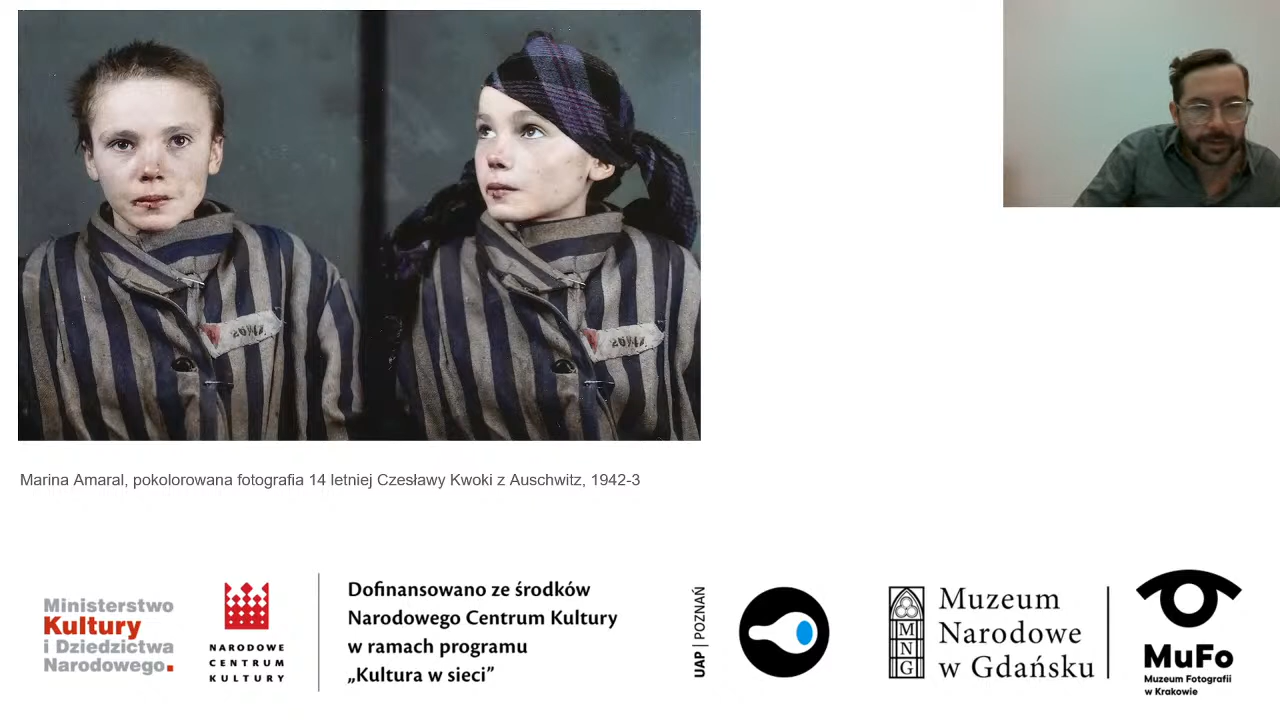 Marina Amaral, pokolorowana fotografia 14 letniej Czesławy Kwoki z Auschwitz, 1942-3
Ministerstwo
Kultury
i Dziedzictwa
Narodowego.
NARODOWE
CENTRUM
KULTURY
Dofinansowano ze środków
Narodowego Centrum Kultury
w ramach programu
„Kultura w sieci”
UAP | POZNAŃ
MNG
Muzeum
Narodowe
w Gdańsku
MuFo
Muzeum Fotografii
w Krakowie